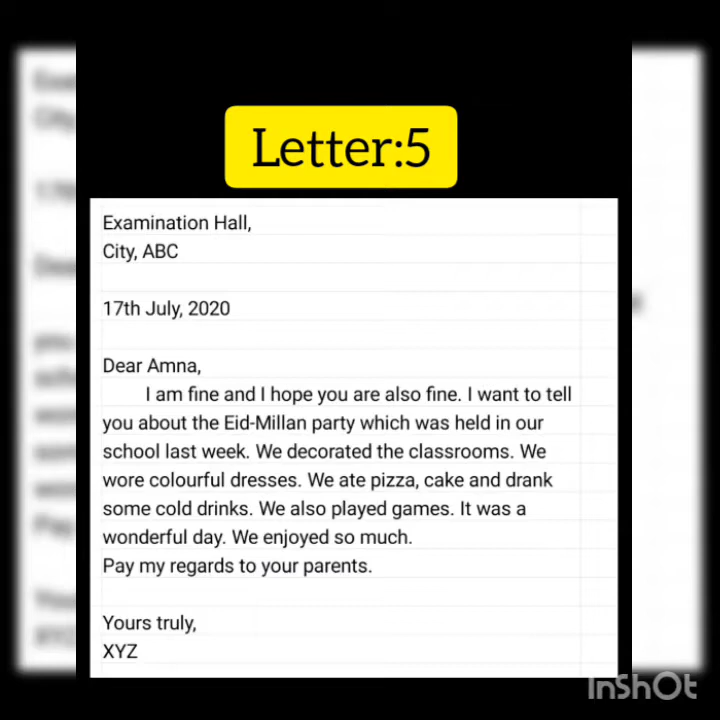 Letter:5
Examination Hall,
City, ABC
17th July, 2020
Dear Amna,
I am fine and I hope you are also fine. I want to tell
you about the Eid-Millan party which was held in our
school last week. We decorated the classrooms. We
wore colourful dresses. We ate pizza, cake and drank
some cold drinks. We also played games. It was a
wonderful day. We enjoyed so much.
Pay my regards to your parents.
Yours truly,
XYZ
InShOt